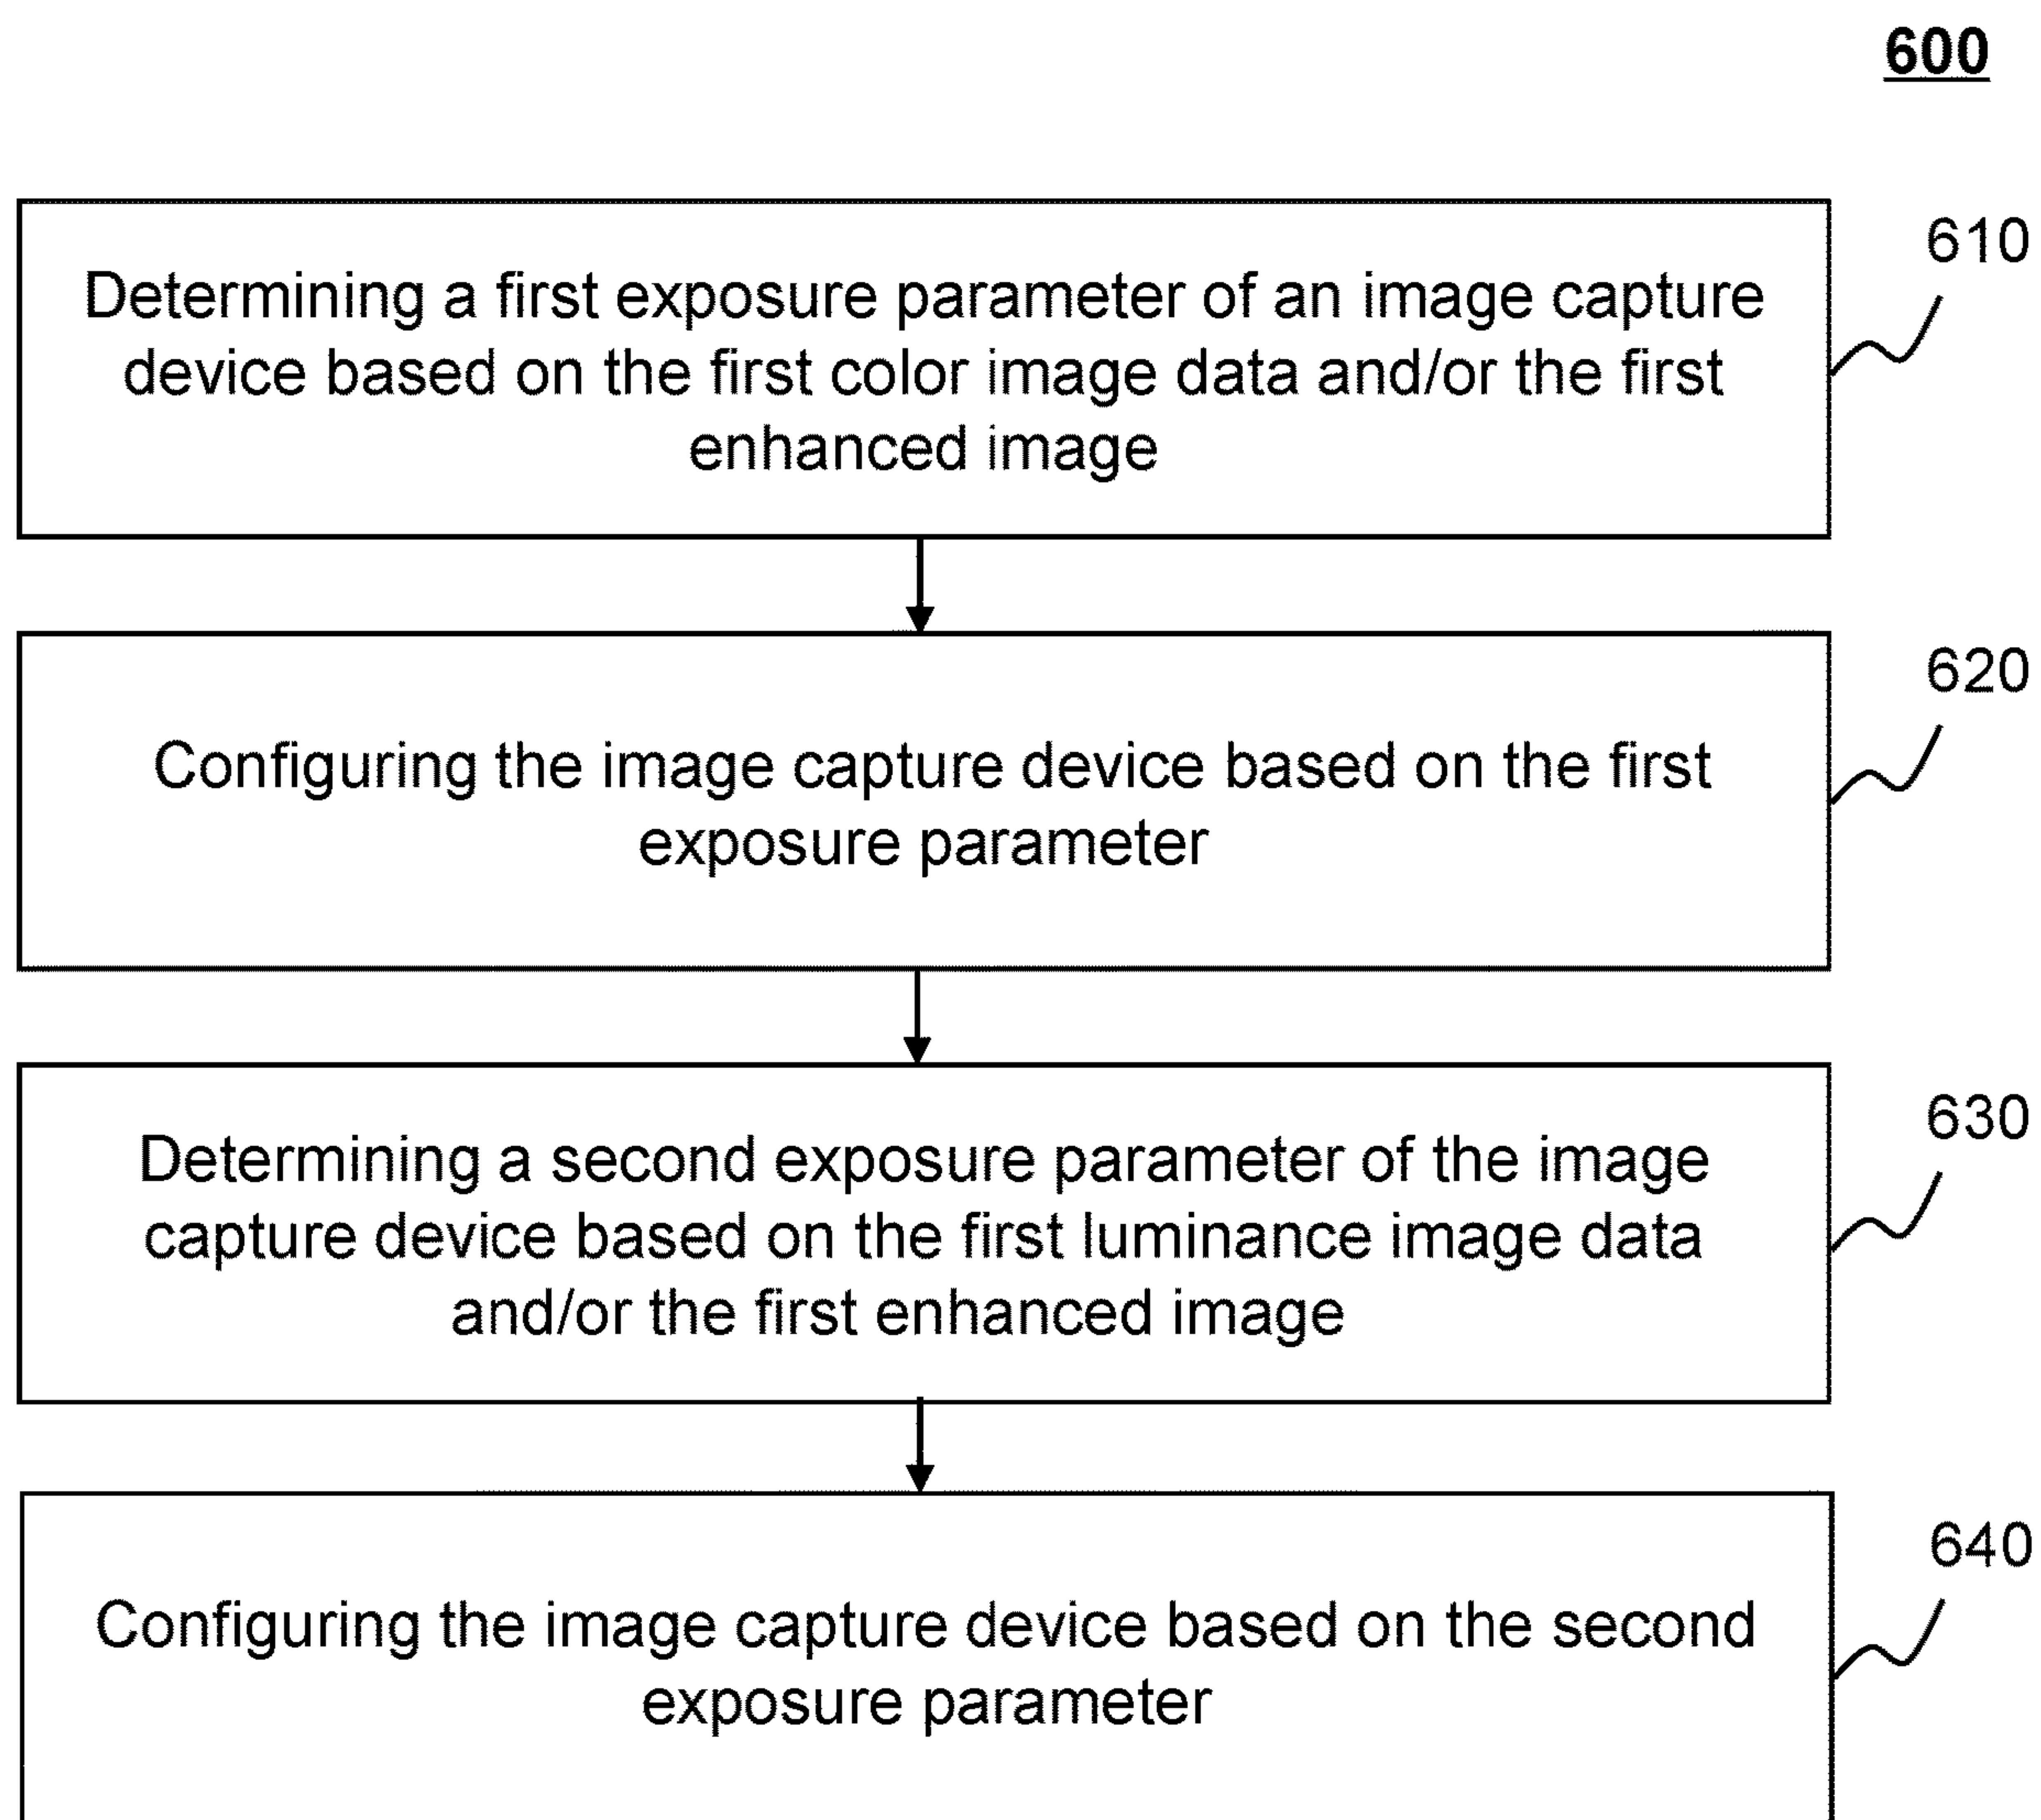 600
610
Determining a first exposure parameter of an image capture
device based on the first color image data and/or the first
enhanced image
620
Configuring the image capture device based on the first
exposure parameter
630
Determining a second exposure parameter of the image
capture device based on the first luminance image data
and/or the first enhanced image
640
Configuring the image capture device based on the second
exposure parameter